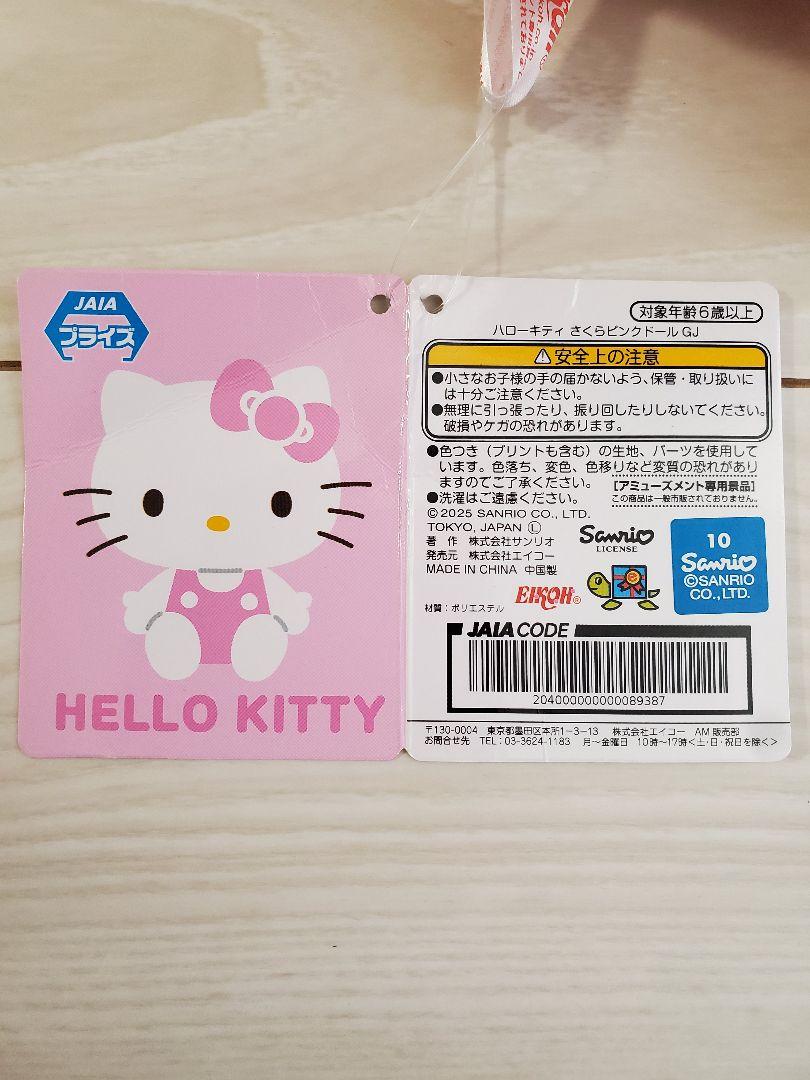 EIKOH®
JAIA
プライズ
HELLO KITTY
対象年齢6歳以上
ハローキティ さくらピンクドール GJ
⚠安全上の注意
●小さなお子様の手の届かないよう、保管・取り扱いに
は十分ご注意ください。
●無理に引っ張ったり、振り回したりしないでください。
破損やケガの恐れがあります。
●色つき（プリントも含む）の生地、パーツを使用して
います。色落ち、変色、色移りなど変質の恐れがあり
ますのでご了承ください。
［アミューズメント専用景品］
●洗濯はご遠慮ください。
この商品は一般市販されておりません。
© 2025 SANRIO CO., LTD.
TOKYO, JAPAN Ⓛ
著 作 株式会社サンリオ
発売元 株式会社エイコー
MADE IN CHINA 中国製
Sanrio
LICENSE
10
Sanrio
©SANRIO
CO., LTD.
EIKOH®
材質：ポリエステル
JAIA CODE
204000000000089387
〒130-0004 東京都墨田区本所1-3-13 株式会社エイコー AM販売部
お問合せ先 TEL：03-3624-1183 月～金曜日 10時～17時＜土・日・祝日を除く＞